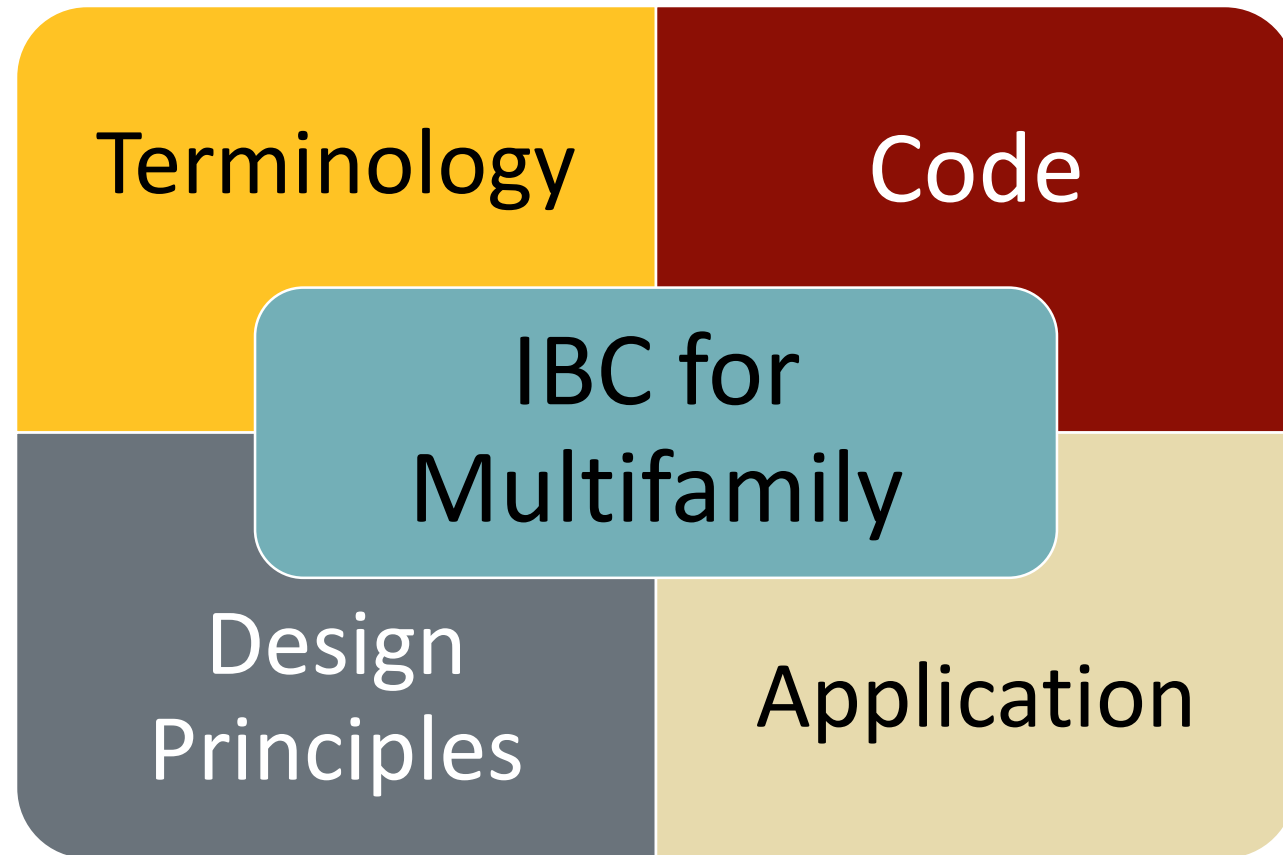 Terminology
Code
IBC for
Multifamily
Design
Principles
Application